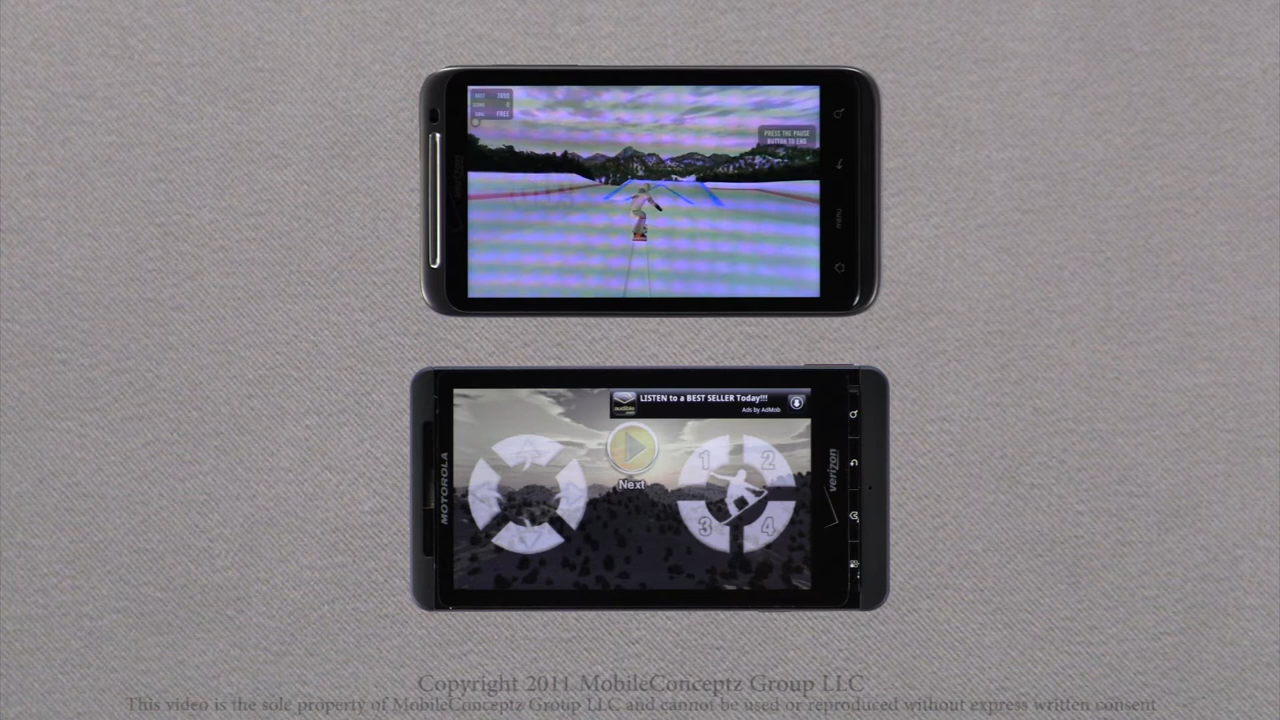 FREE
PRESS THE PAUSE
BUTTON TO END
MOTOROLA
audible
LISTEN to a BEST SELLER Today!!!
Ads by AdMob
Next
1
2
3
4
verizon
Copyright 2011 MobileConceptz Group LLC
This video is the sole property of MobileConceptz Group LLC and cannot be used or reproduced without express written consent